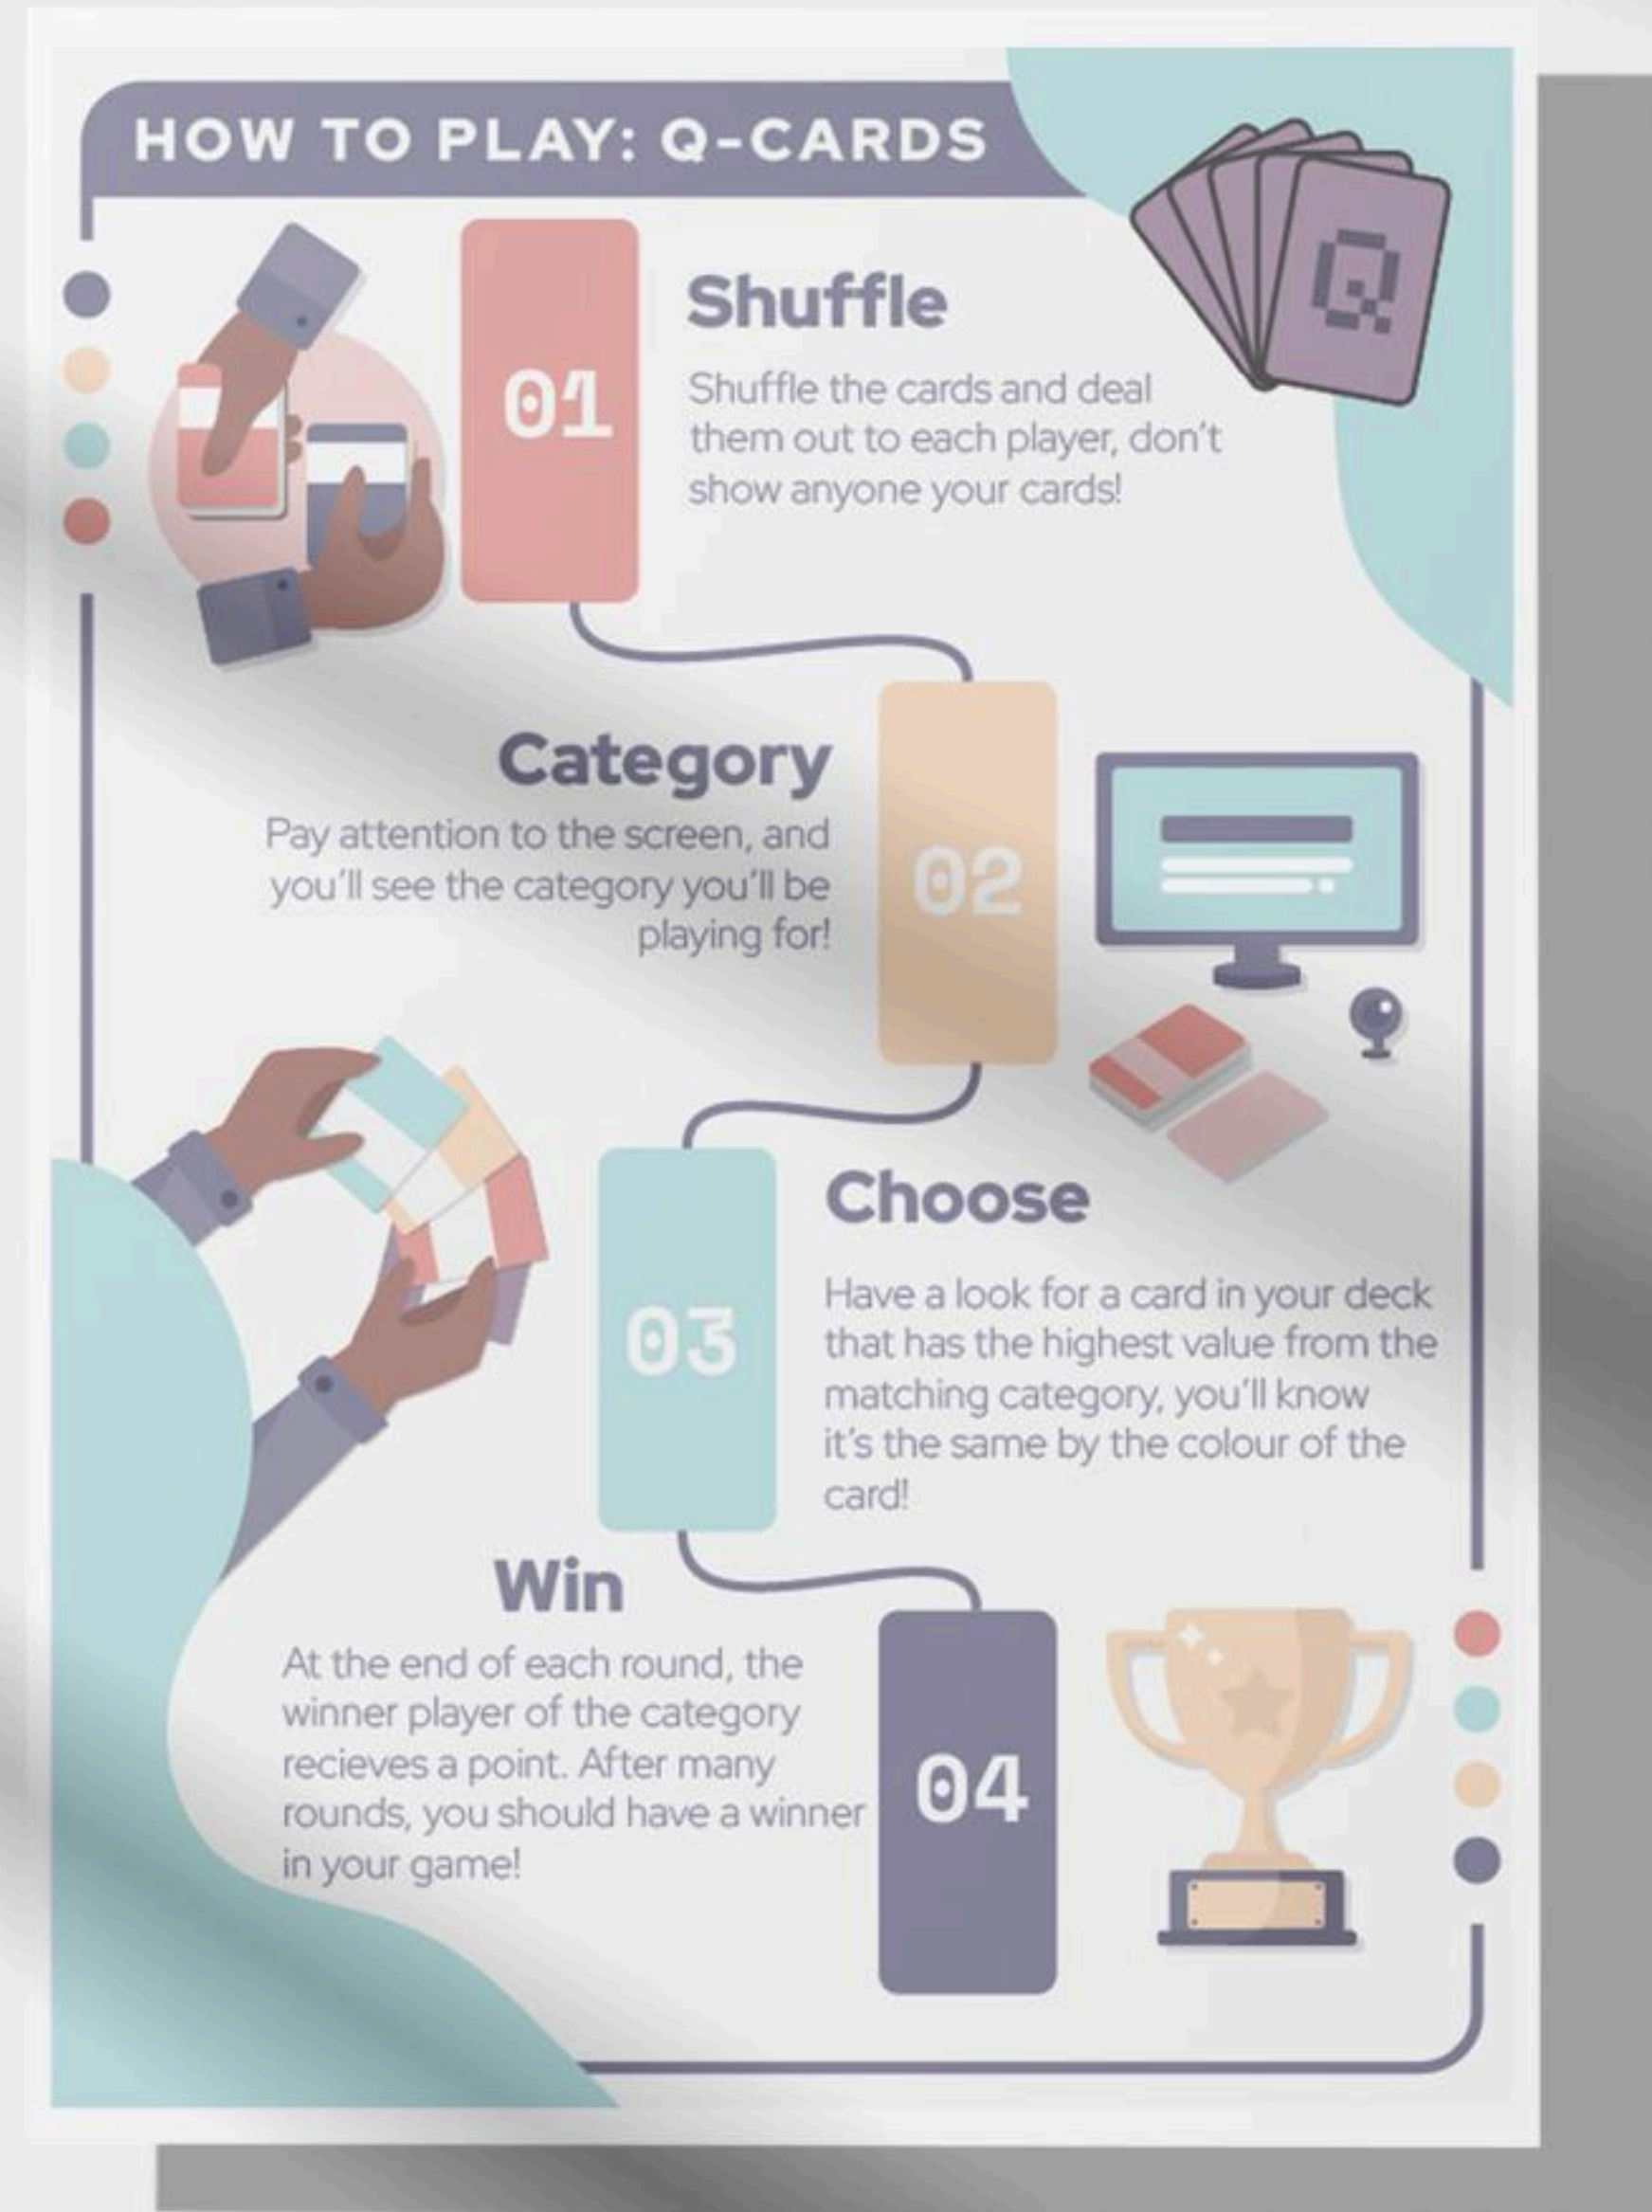 HOW TO PLAY: Q-CARDS
Q
01
Shuffle
Shuffle the cards and deal
them out to each player, don't
show anyone your cards!
Category
Pay attention to the screen, and
you'll see the category you'll be
playing for!
02
03
Choose
Have a look for a card in your deck
that has the highest value from the
matching category, you'll know
it's the same by the colour of the
card!
Win
At the end of each round, the
winner player of the category
recieves a point. After many
rounds, you should have a winner
in your game!
04